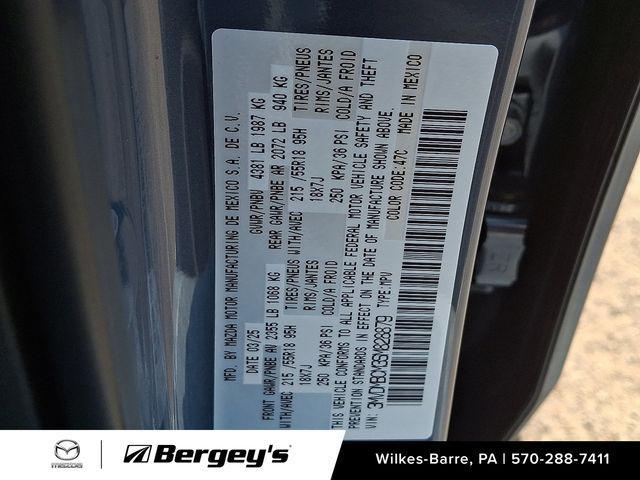 MFD. BY MAZDA MOTOR MANUFACTURING DE MEXICO S.A. DE C.V.
DATE 03/25 GVWR/PNBV 4381 LB 1987 KG
FRONT GAWR/PNBE AV 2355 LB 1068 KG REAR GAWR/PNBE AR 2072 LB 940 KG
WITH/AVEC 215 /55R18 95H TIRES/PNEUS WITH/AVEC 215 /55R18 95H TIRES/PNEUS
18X7J RIMS/JANTES 18X7J RIMS/JANTES
250 KPA/36 PSI COLD/A FROID 250 KPA/36 PSI COLD/A FROID
THIS VEHICLE CONFORMS TO ALL APPLICABLE FEDERAL MOTOR VEHICLE SAFETY AND THEFT
PREVENTION STANDARDS IN EFFECT ON THE DATE OF MANUFACTURE SHOWN ABOVE.
VIN: TYPE:MPV COLOR CODE:47C
MADE IN MEXICO
mazda Bergey's Wilkes-Barre, PA | 570-288-7411